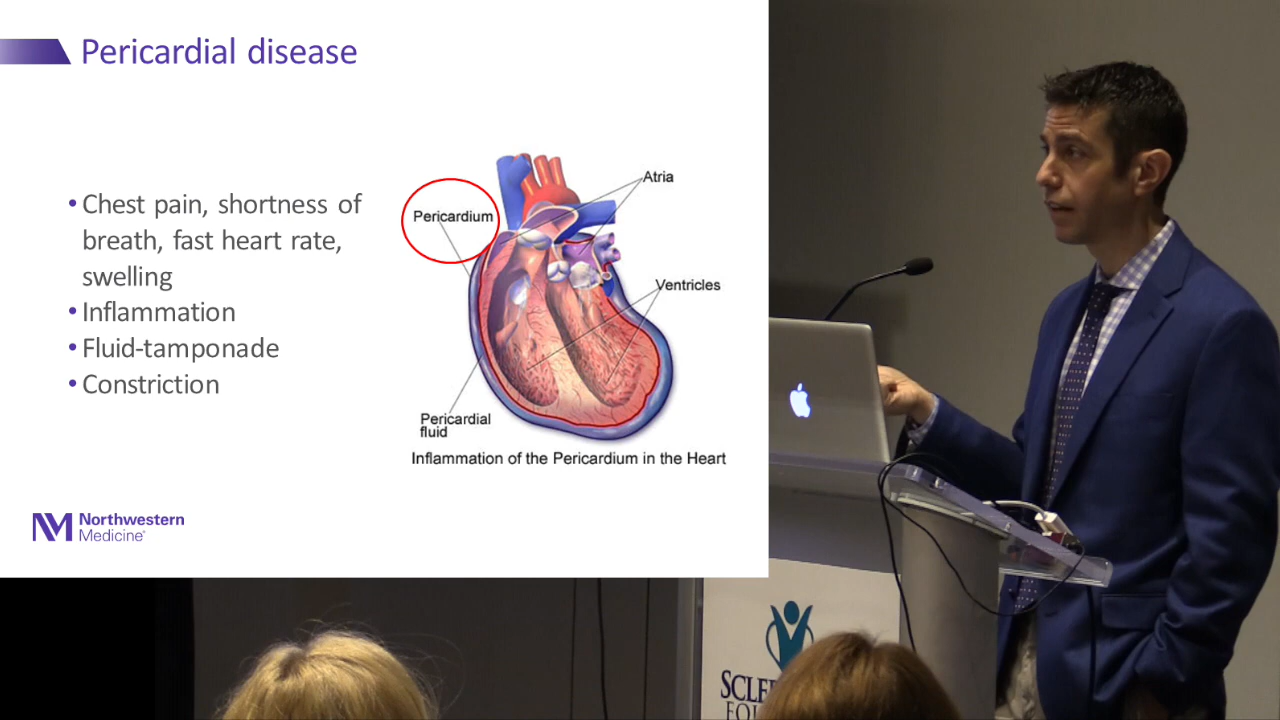 Pericardial disease
• Chest pain, shortness of
breath, fast heart rate,
swelling
• Inflammation
• Fluid-tamponade
• Constriction
Atria
Pericardium
Ventricles
Pericardial
fluid
Inflammation of the Pericardium in the Heart
NM Northwestern
Medicine®